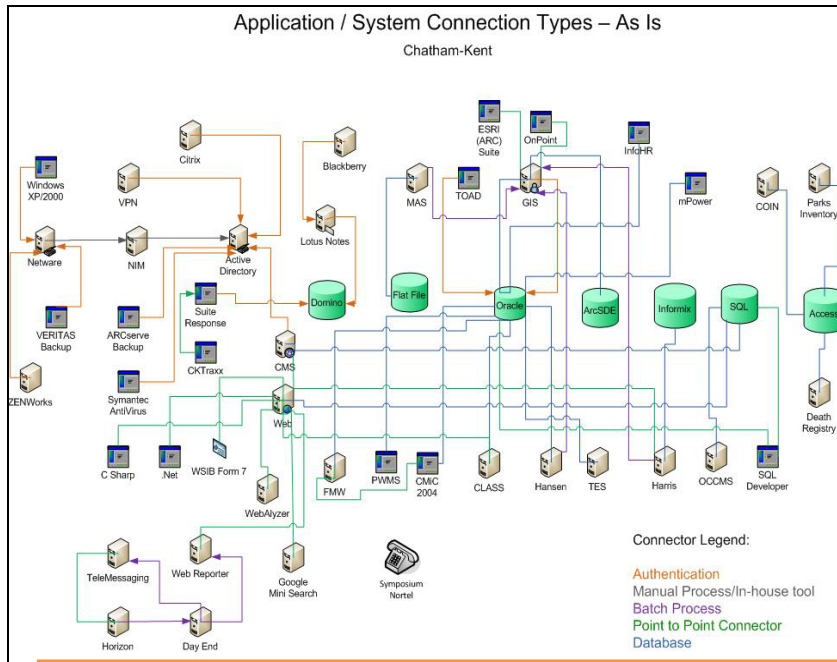 Application / System Connection Types – As Is
Chatham-Kent
Citrix
Windows
XP/2000
VPN
Blackberry
MAS
TOAD
ESRI
(ARC)
Suite
OnPoint
GIS
InfoHR
mPower
COIN
Parks
Inventory
Netware
NIM
Active
Directory
Lotus Notes
Domino
Flat File
Oracle
ArcSDE
Informix
SQL
Access
VERITAS
Backup
ARCserve
Backup
Suite
Response
CKTraxx
CMS
ZENWorks
Symantec
AntiVirus
Web
Death
Registry
C Sharp
.Net
WSIB Form 7
WebAlyzer
FMW
PWMS
CMiC
2004
CLASS
Hansen
TES
Harris
OCCMS
SQL
Developer
TeleMessaging
Web Reporter
Google
Mini Search
Symposium
Nortel
Horizon
Day End
Connector Legend:
Authentication
Manual Process/In-house tool
Batch Process
Point to Point Connector
Database